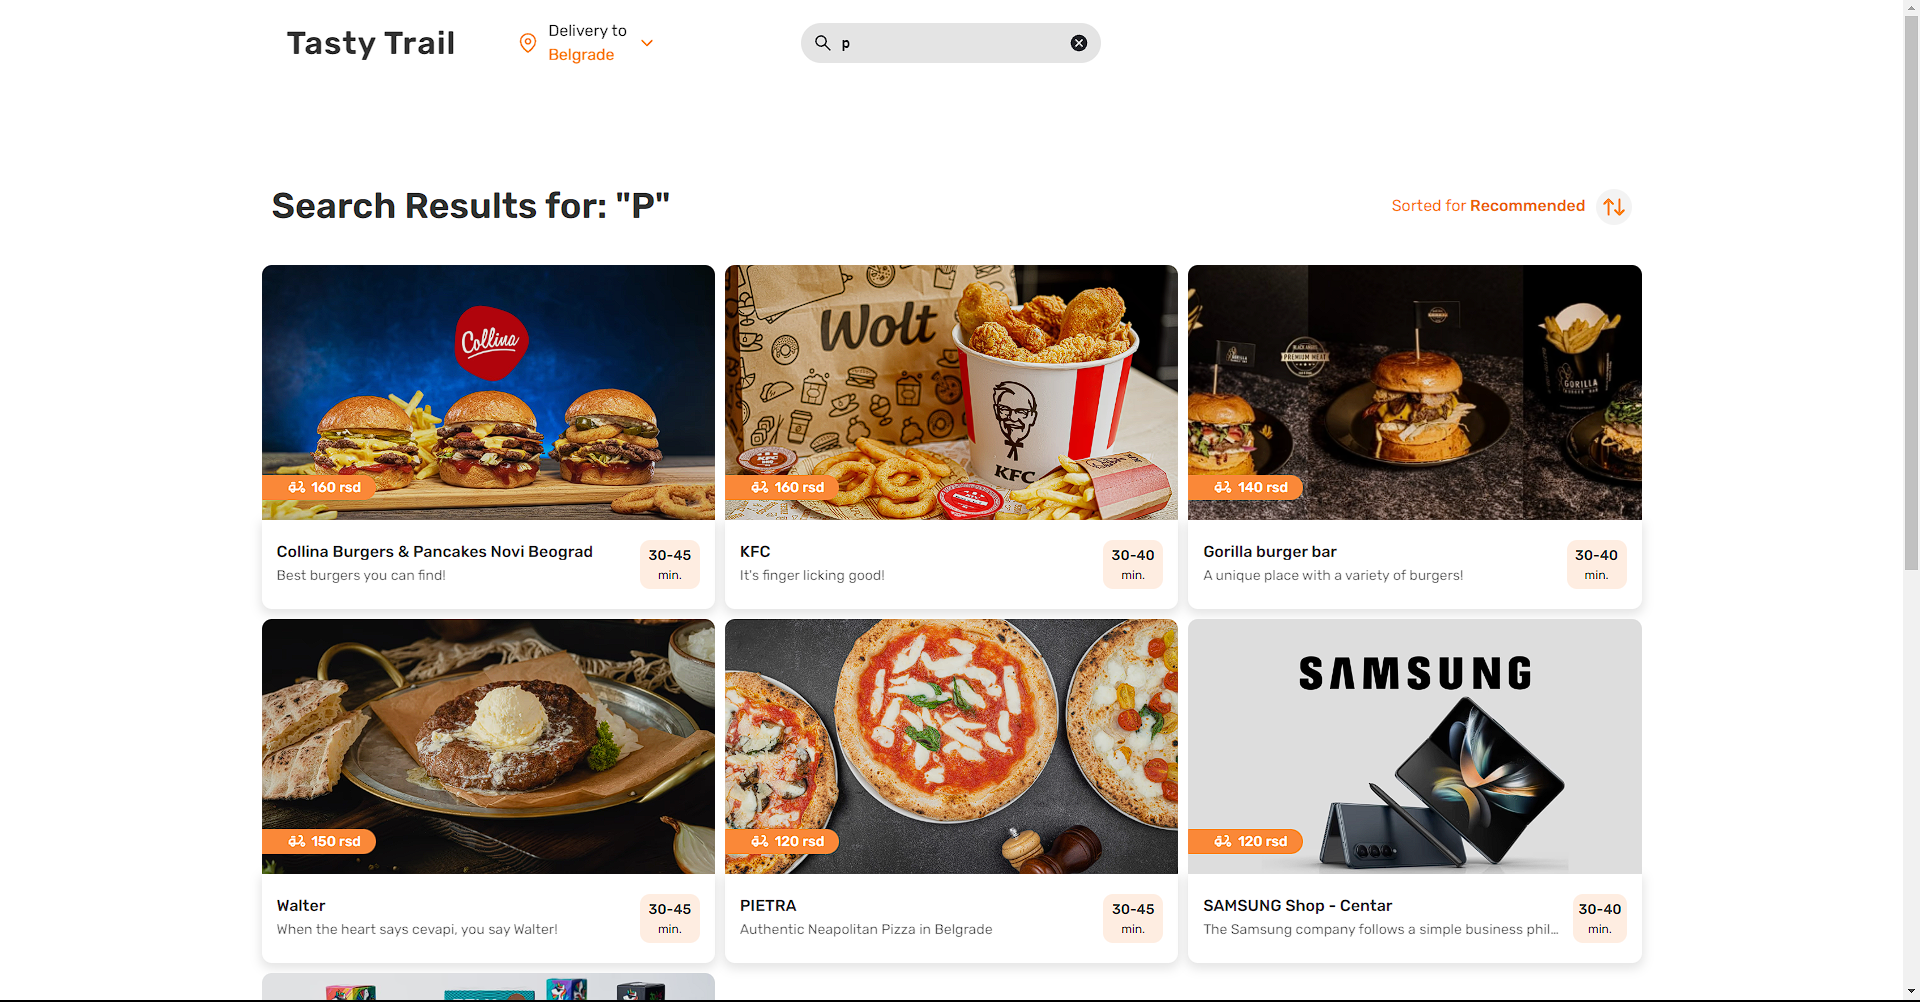 Tasty Trail
Delivery to
Belgrade
p
Search Results for: "P"
Sorted for Recommended
Collina
160 rsd
Wolt
KFC
160 rsd
BLACK ANGUS
PREMIUM MEAT
GORILLA
140 rsd
Collina Burgers & Pancakes Novi Beograd
Best burgers you can find!
30-45
min.
KFC
It's finger licking good!
30-40
min.
Gorilla burger bar
A unique place with a variety of burgers!
30-40
min.
150 rsd
120 rsd
SAMSUNG
120 rsd
Walter
When the heart says cevapi, you say Walter!
30-45
min.
PIETRA
Authentic Neapolitan Pizza in Belgrade
30-45
min.
SAMSUNG Shop - Centar
The Samsung company follows a simple business phil...
30-40
min.